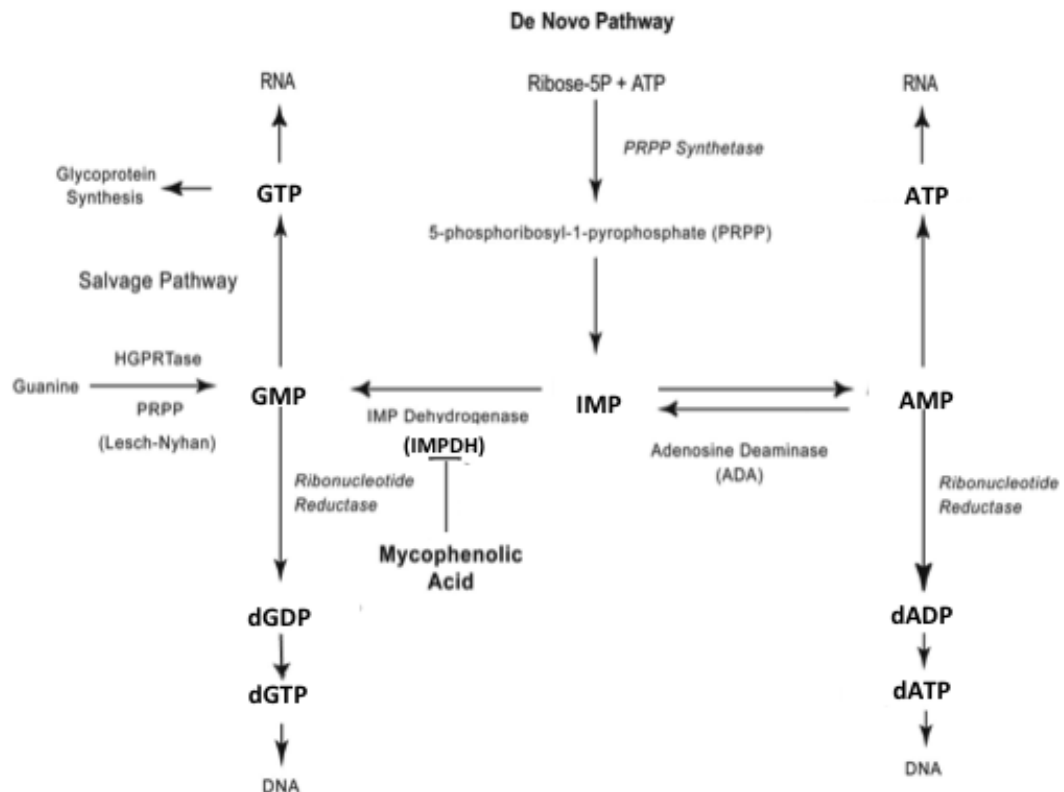 De Novo Pathway
RNA
Ribose-5P + ATP
RNA
PRPP Synthetase
Glycoprotein
Synthesis
GTP
ATP
5-phosphoribosyl-1-pyrophosphate (PRPP)
Salvage Pathway
HGPRTase
Guanine
PRPP
(Lesch-Nyhan)
GMP
IMP Dehydrogenase
(IMPDH)
IMP
Adenosine Deaminase
(ADA)
AMP
Ribonucleotide
Reductase
Mycophenolic
Acid
Ribonucleotide
Reductase
dGDP
dADP
dGTP
dATP
DNA
DNA